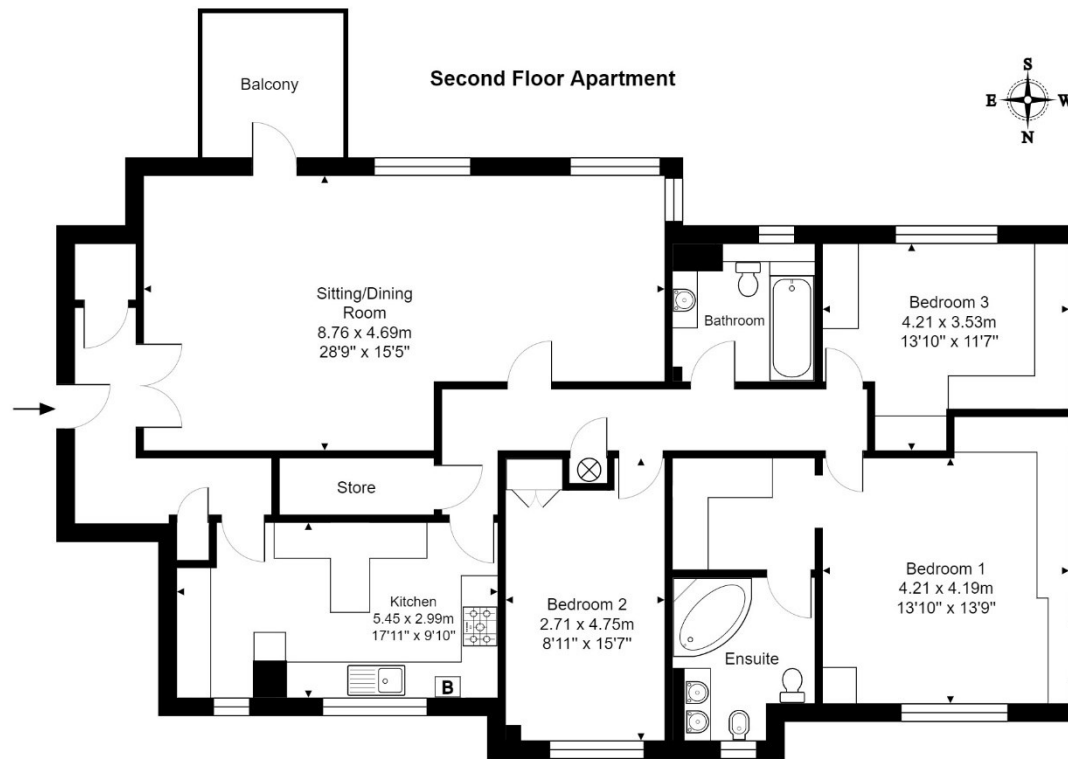 Second Floor Apartment
S
E
W
N
Balcony
Sitting/Dining
Room
8.76 x 4.69m
28'9" x 15'5"
Bathroom
Bedroom 3
4.21 x 3.53m
13'10" x 11'7"
Store
Kitchen
5.45 x 2.99m
17'11" x 9'10"
B
Bedroom 2
2.71 x 4.75m
8'11" x 15'7"
Ensuite
Bedroom 1
4.21 x 4.19m
13'10" x 13'9"